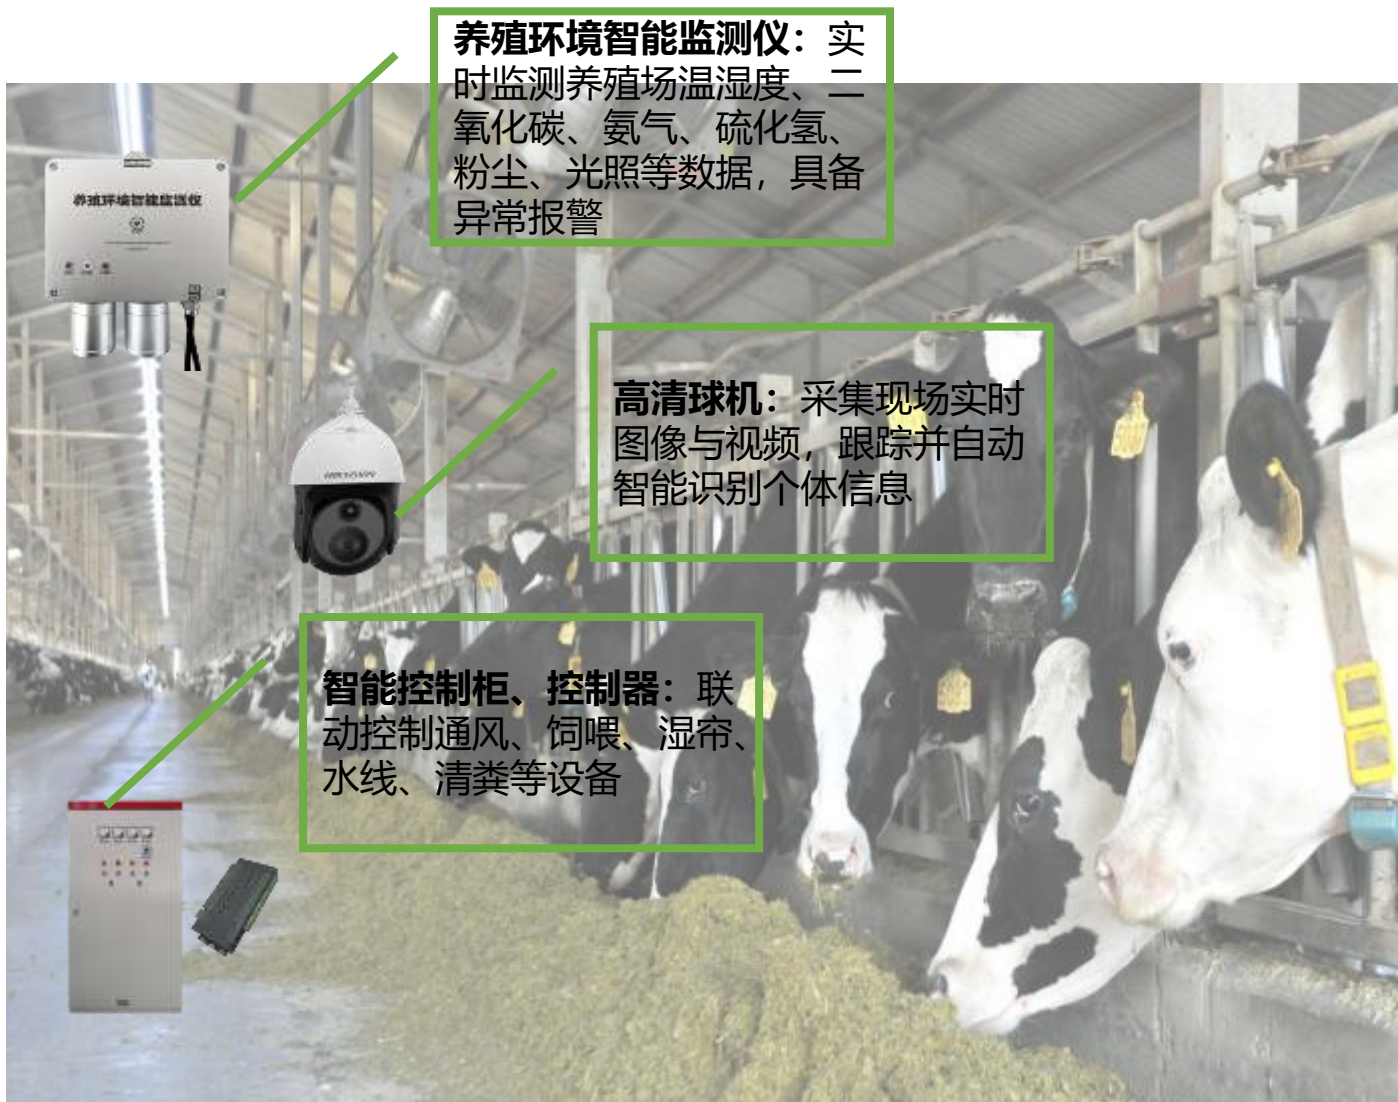 养殖环境智能监测仪：实
时监测养殖场温湿度、二
氧化碳、氨气、硫化氢、
粉尘、光照等数据，具备
异常报警
养殖环境智能监测仪
高清球机：采集现场实时
图像与视频，跟踪并自动
智能识别个体信息
HIKVISION
智能控制柜、控制器：联
动控制通风、饲喂、湿帘、
水线、清粪等设备